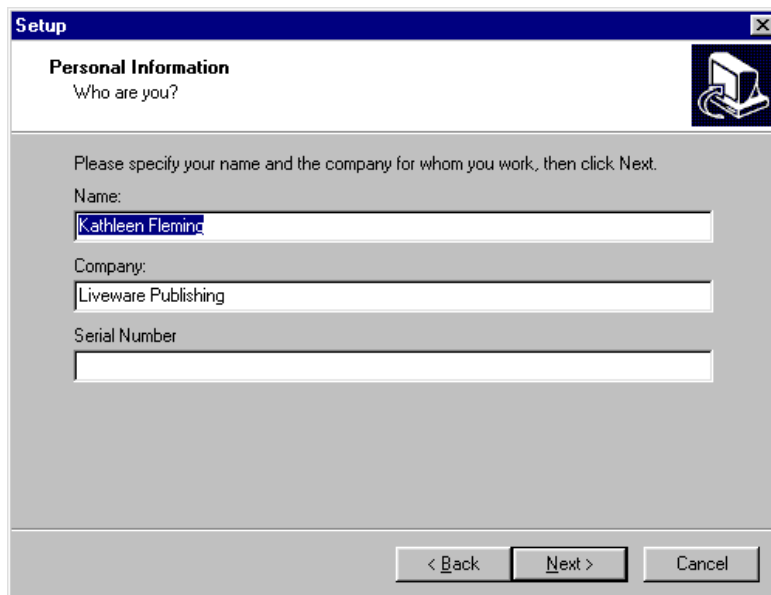 Setup
Personal Information
Who are you?
Please specify your name and the company for whom you work, then click Next.
Name:
Kathleen Fleming
Company:
Liveware Publishing
Serial Number
< Back
Next >
Cancel